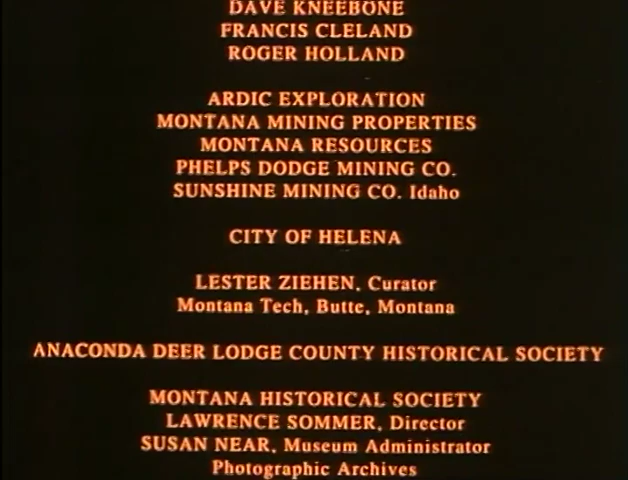 DAVE KNEEBONE
FRANCIS CLELAND
ROGER HOLLAND
ARDIC EXPLORATION
MONTANA MINING PROPERTIES
MONTANA RESOURCES
PHELPS DODGE MINING CO.
SUNSHINE MINING CO. Idaho
CITY OF HELENA
LESTER ZIEHEN, Curator
Montana Tech, Butte, Montana
ANACONDA DEER LODGE COUNTY HISTORICAL SOCIETY
MONTANA HISTORICAL SOCIETY
LAWRENCE SOMMER, Director
SUSAN NEAR, Museum Administrator
Photographic Archives